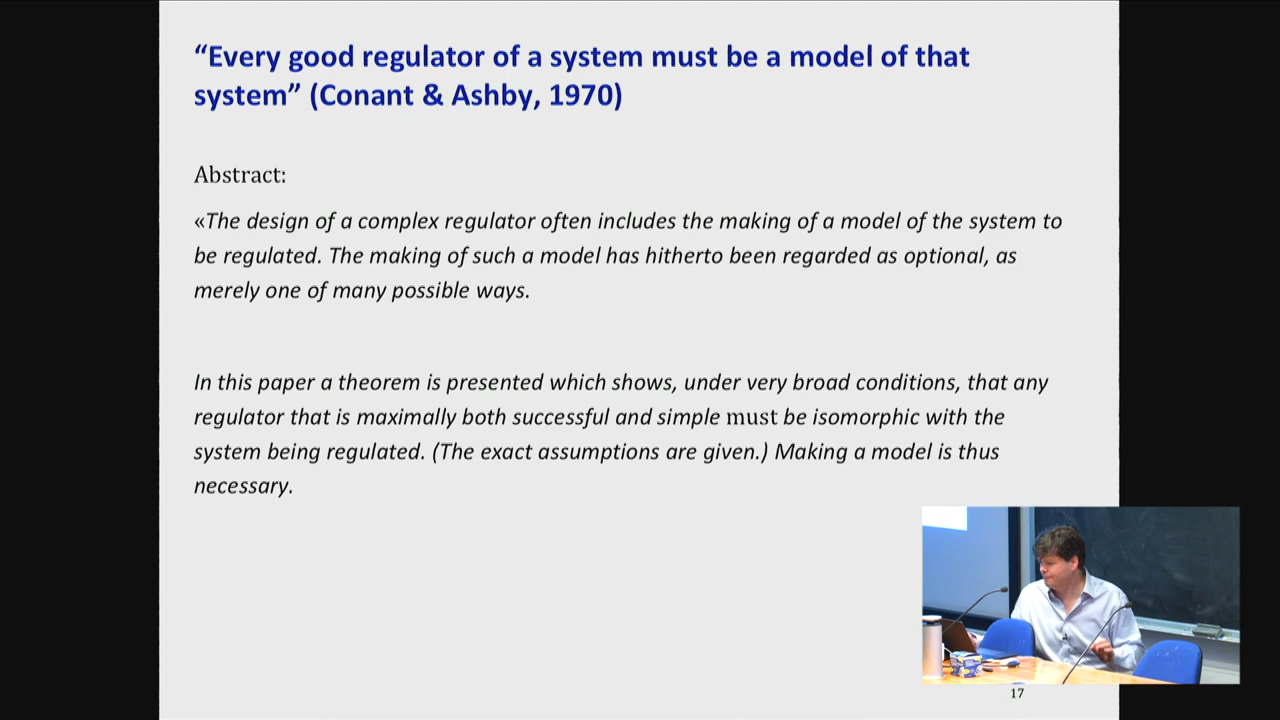 “Every good regulator of a system must be a model of that
system” (Conant & Ashby, 1970)
Abstract:
«The design of a complex regulator often includes the making of a model of the system to
be regulated. The making of such a model has hitherto been regarded as optional, as
merely one of many possible ways.
In this paper a theorem is presented which shows, under very broad conditions, that any
regulator that is maximally both successful and simple must be isomorphic with the
system being regulated. (The exact assumptions are given.) Making a model is thus
necessary.
17